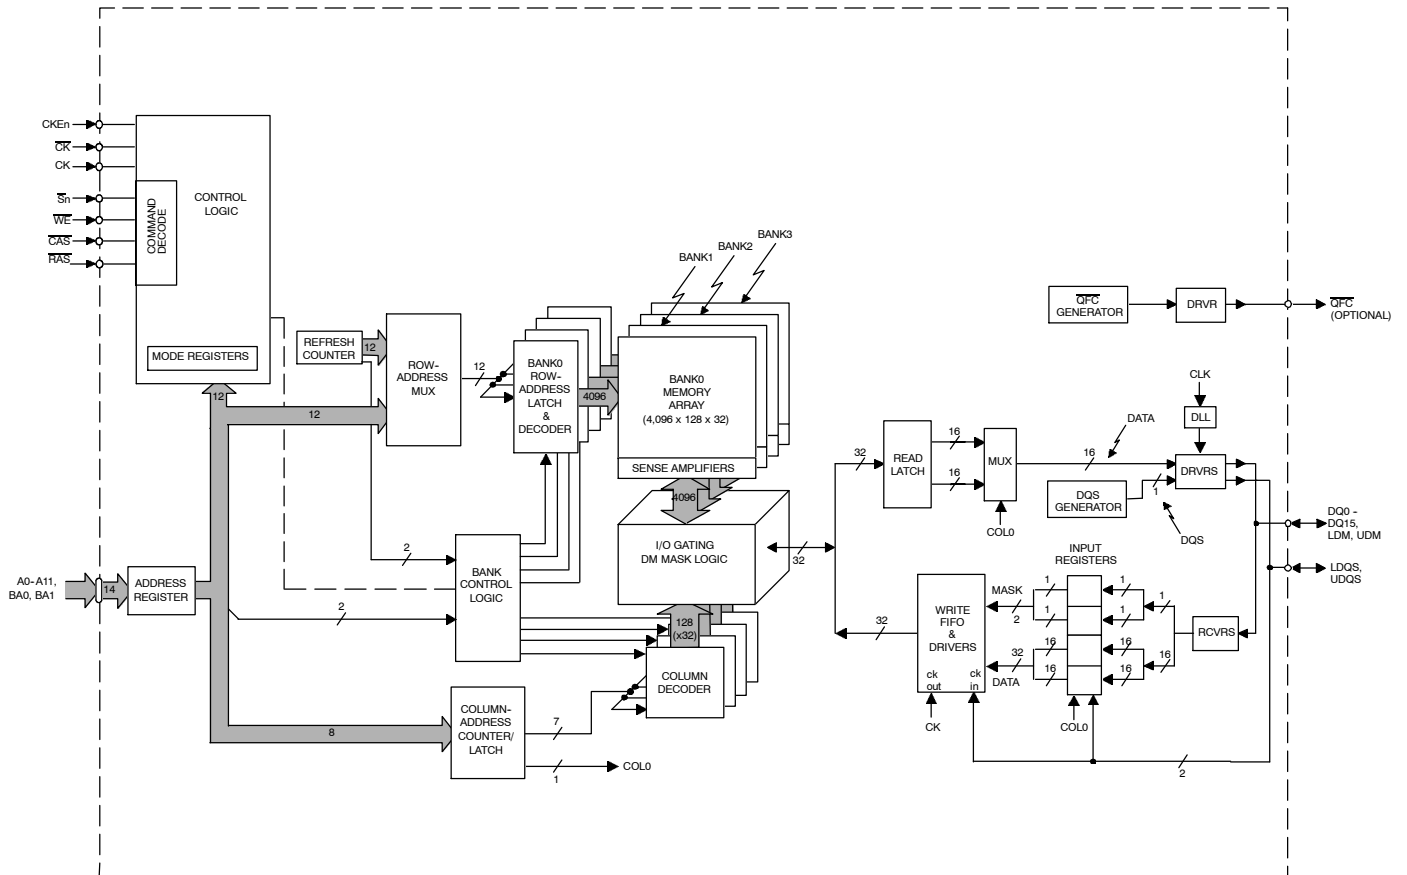 CKEn
CK
CK
Sn
WE
CAS
RAS
COMMAND
DECODE
CONTROL
LOGIC
MODE REGISTERS
BANK1
BANK2
BANK3
REFRESH
COUNTER
12
ROW-
ADDRESS
MUX
12
12
12
BANK0
ROW-
ADDRESS
LATCH
&
DECODER
4096
BANK0
MEMORY
ARRAY
(4,096 x 128 x 32)
SENSE AMPLIFIERS
4096
I/O GATING
DM MASK LOGIC
32
QFC
GENERATOR
DRVR
QFC
(OPTIONAL)
CLK
DLL
READ
LATCH
32
16
16
MUX
COL0
DATA
16
DQS
GENERATOR
1
DQS
DRVRS
DQ0 -
DQ15,
LDM, UDM
LDQS,
UDQS
A0-A11,
BA0, BA1
14
ADDRESS
REGISTER
2
2
BANK
CONTROL
LOGIC
128
(x32)
COLUMN
DECODER
8
COLUMN-
ADDRESS
COUNTER/
LATCH
7
1
COL0
32
WRITE
FIFO
&
DRIVERS
ck
out
ck
in
CK
MASK
2
32
DATA
INPUT
REGISTERS
1
1
16
16
1
1
16
16
1
16
RCVRS
COL0
2